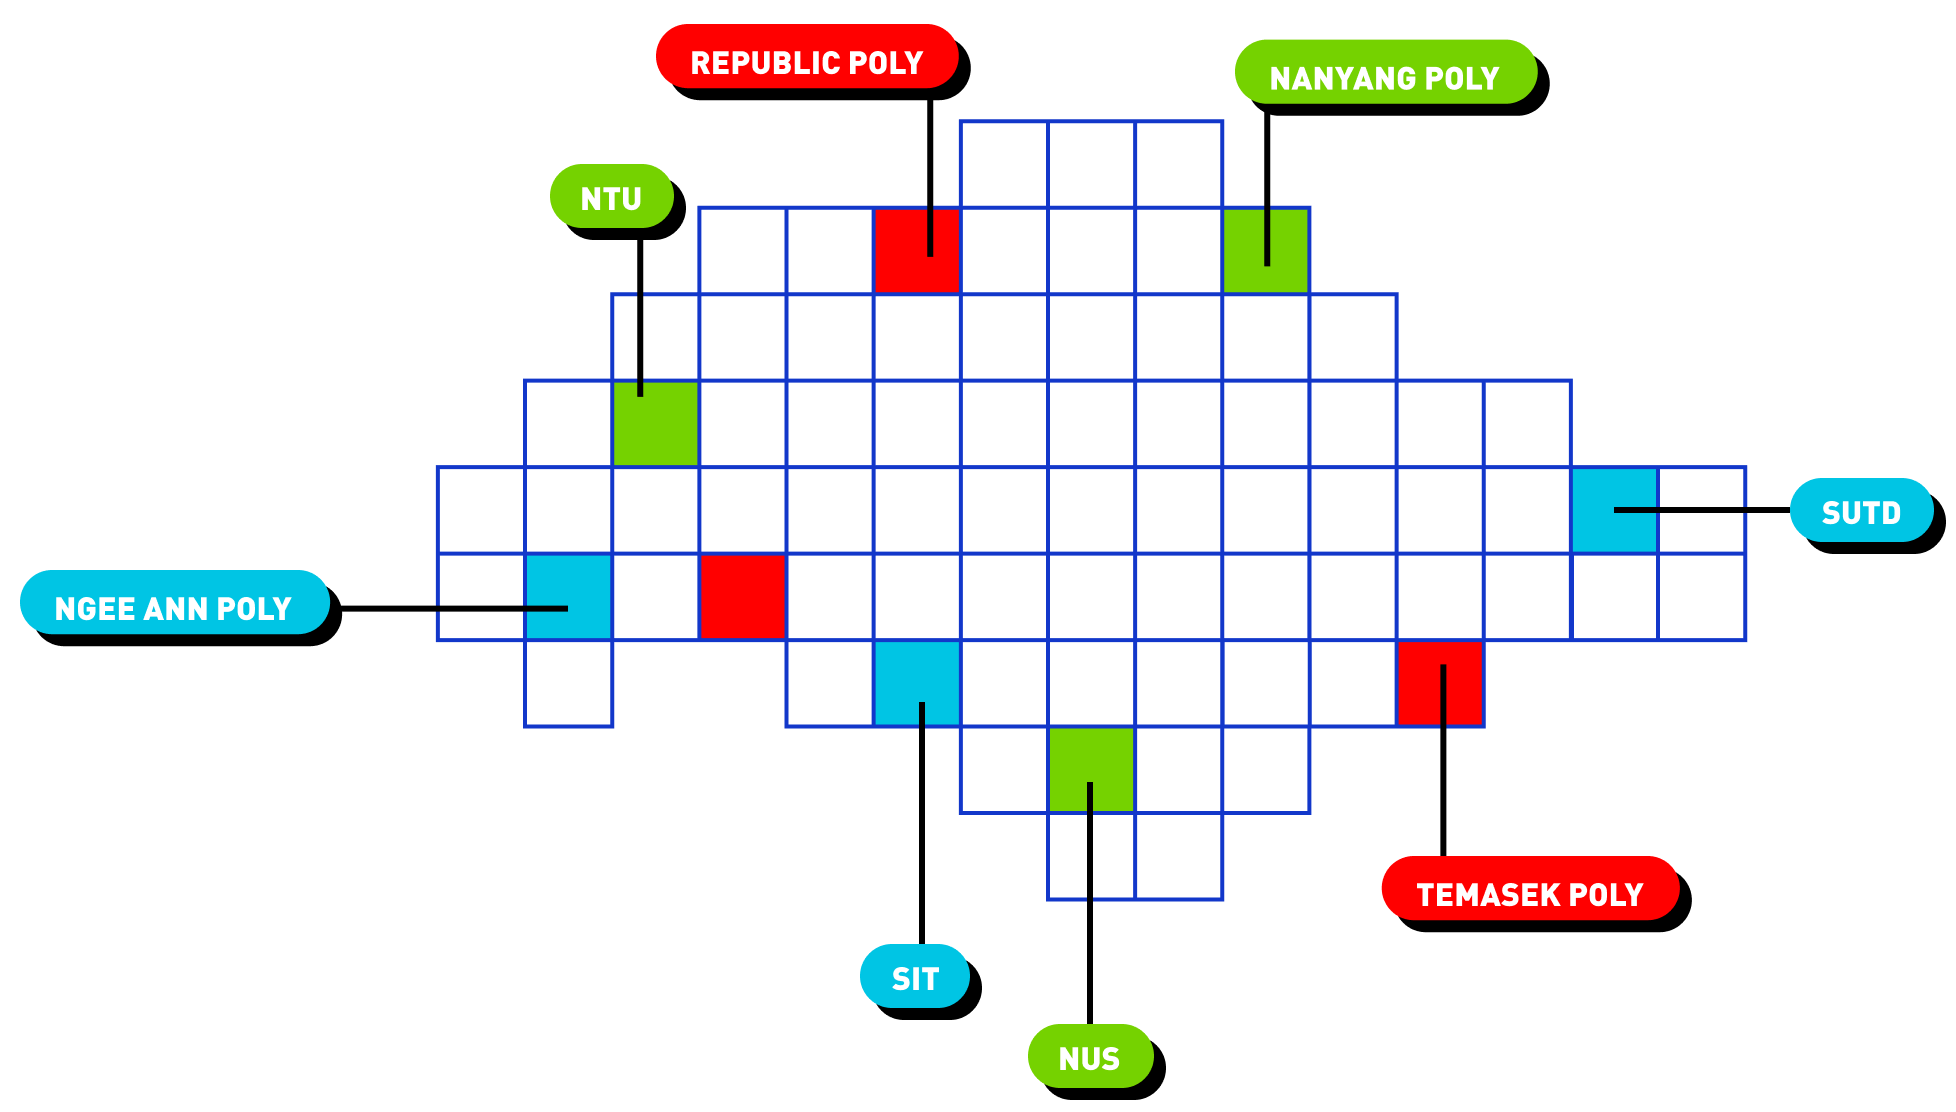 REPUBLIC POLY
NANYANG POLY
NTU
SUTD
NGEE ANN POLY
TEMASEK POLY
SIT
NUS